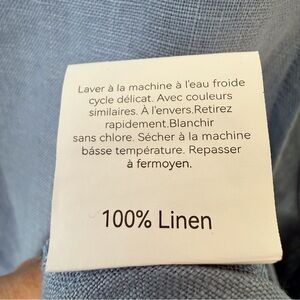 Laver à la machine à l'eau froide
cycle délicat. Avec couleurs
similaires. À l'envers.Retirez
rapidement.Blanchir
sans chlore. Sécher à la machine
básse température. Repasser
à fermoyen.
100% Linen